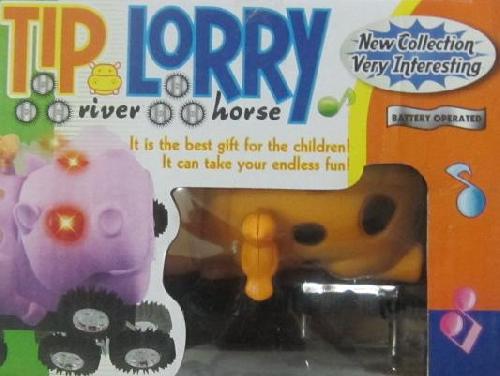 TIP LORRY
river horse
New Collection
Very Interesting
BATTERY OPERATED
It is the best gift for the children!
It can take your endless fun!